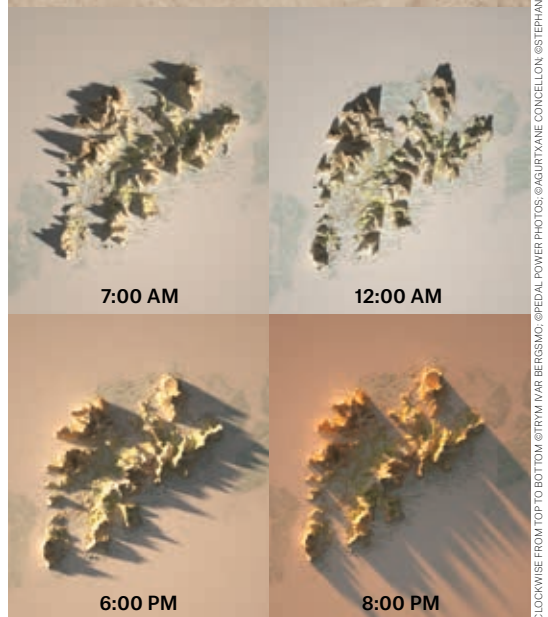 7:00 AM
12:00 AM
6:00 PM
8:00 PM
CLOCKWISE FROM TOP TO BOTTOM ©TRYM IVAR BERGSMO; ©PEDAL POWER PHOTOS; ©AGURTXANE CONCELLON; ©STEPHAN